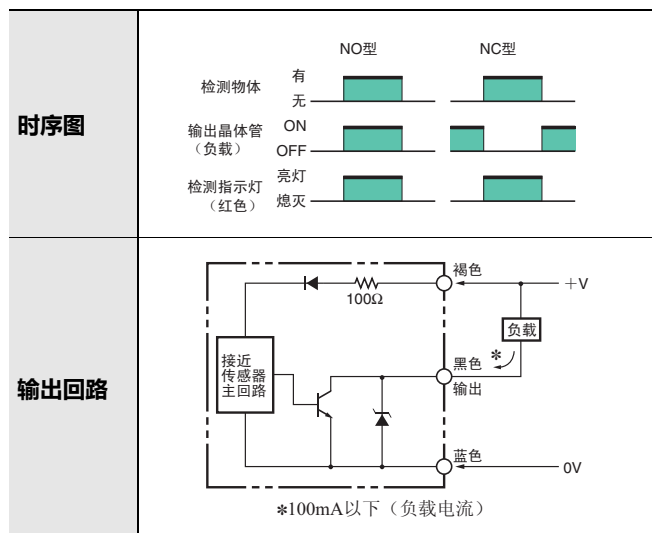 时序图
NO型 NC型
检测物体
有
无
输出晶体管
（负载）
ON
OFF
检测指示灯
（红色）
亮灯
熄灭
输出回路
褐色
+V
100Ω
负载
*
接近
传感器
主回路
黑色
输出
蓝色
0V
*100mA以下（负载电流）